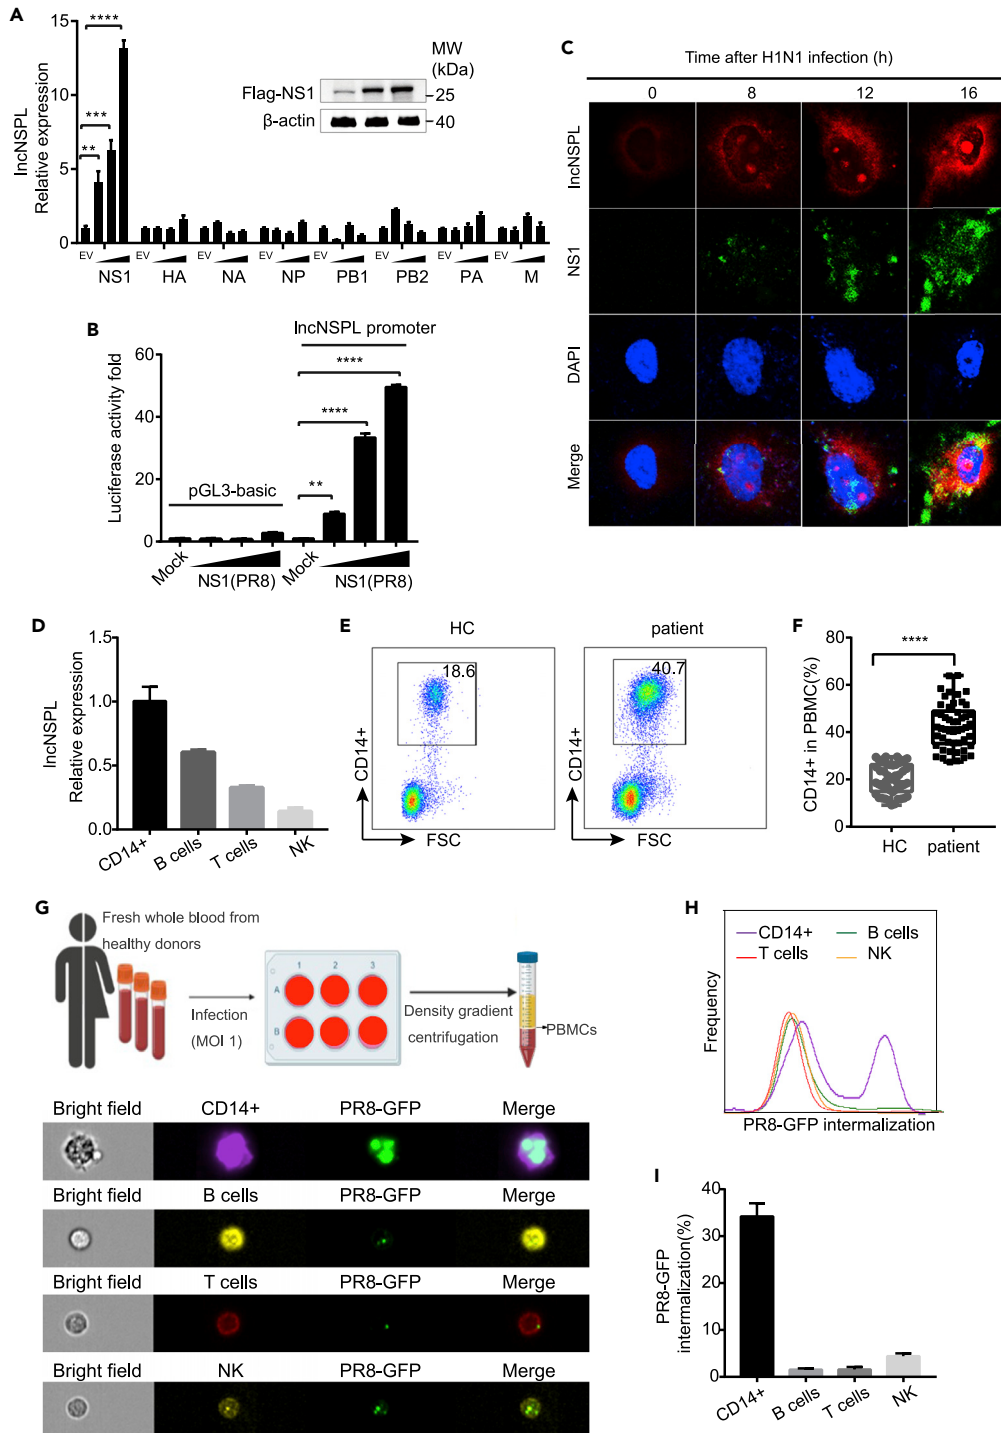 A
lncNSPL
Relative expression
15
10
5
0
**
***
****
EV
EV
EV
EV
EV
EV
EV
EV
NS1
HA
NA
NP
PB1
PB2
PA
M
MW
(kDa)
Flag-NS1
25
β-actin
40
B
Luciferase activity fold
60
40
20
0
lncNSPL promoter
****
****
**
pGL3-basic
Mock
NS1(PR8)
Mock
NS1(PR8)
C
Time after H1N1 infection (h)
0
8
12
16
lncNSPL
NS1
DAPI
Merge
D
lncNSPL
Relative expression
1.5
1.0
0.5
0.0
CD14+
B cells
T cells
NK
E
HC
patient
18.6
40.7
CD14+
CD14+
FSC
FSC
F
CD14+ in PBMC(%)
80
60
40
20
0
****
HC
patient
G
Fresh whole blood from
healthy donors
Infection
(MOI 1)
1
2
3
A
B
Density gradient
centrifugation
PBMCs
Bright field
CD14+
PR8-GFP
Merge
Bright field
B cells
PR8-GFP
Merge
Bright field
T cells
PR8-GFP
Merge
Bright field
NK
PR8-GFP
Merge
H
Frequency
CD14+
B cells
T cells
NK
PR8-GFP intermalization
I
PR8-GFP
intermalization(%)
40
30
20
10
0
CD14+
B cells
T cells
NK